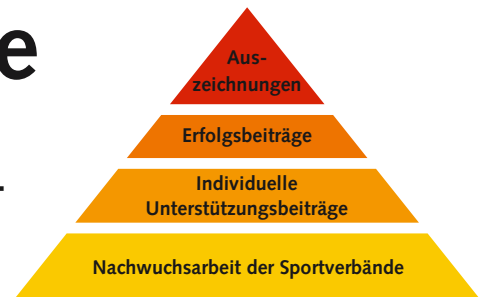 e
Aus-
zeichnungen
Erfolgsbeiträge
Individuelle
Unterstützungsbeiträge
Nachwuchsarbeit der Sportverbände